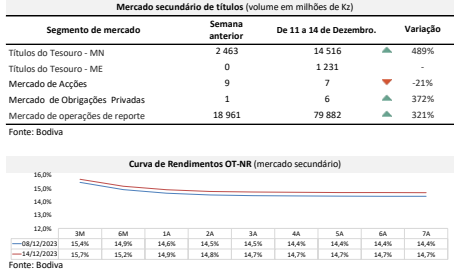 Mercado secundário de títulos (volume em milhões de Kz)
Segmento de mercado Semana anterior De 11 a 14 de Dezembro. Variação
Títulos do Tesouro - MN 2 463 14 516 489%
Títulos do Tesouro - ME 0 1 231 -
Mercado de Acções 9 7 -21%
Mercado de Obrigações Privadas 1 6 372%
Mercado de operações de reporte 18 961 79 882 321%
Fonte: Bodiva
Curva de Rendimentos OT-NR (mercado secundário)
16,0%
15,0%
14,0%
13,0%
12,0%
3M 6M 1A 2A 3A 4A 5A 6A 7A
08/12/2023 15,4% 14,9% 14,6% 14,5% 14,5% 14,4% 14,4% 14,4% 14,4%
14/12/2023 15,7% 15,2% 14,9% 14,8% 14,7% 14,7% 14,7% 14,7% 14,7%
Fonte: Bodiva